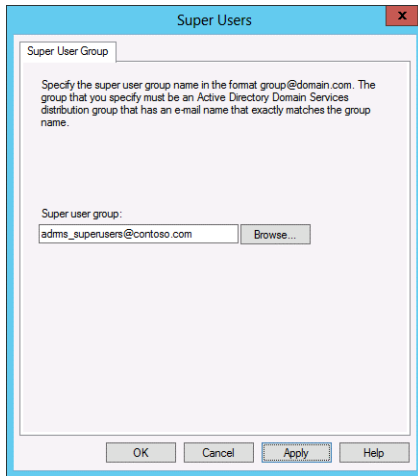 Super Users
x
Super User Group
Specify the super user group name in the format group@domain.com. The
group that you specify must be an Active Directory Domain Services
distribution group that has an e-mail name that exactly matches the group
name.
Super user group:
adrms_superusers@contoso.com Browse...
OK Cancel Apply Help